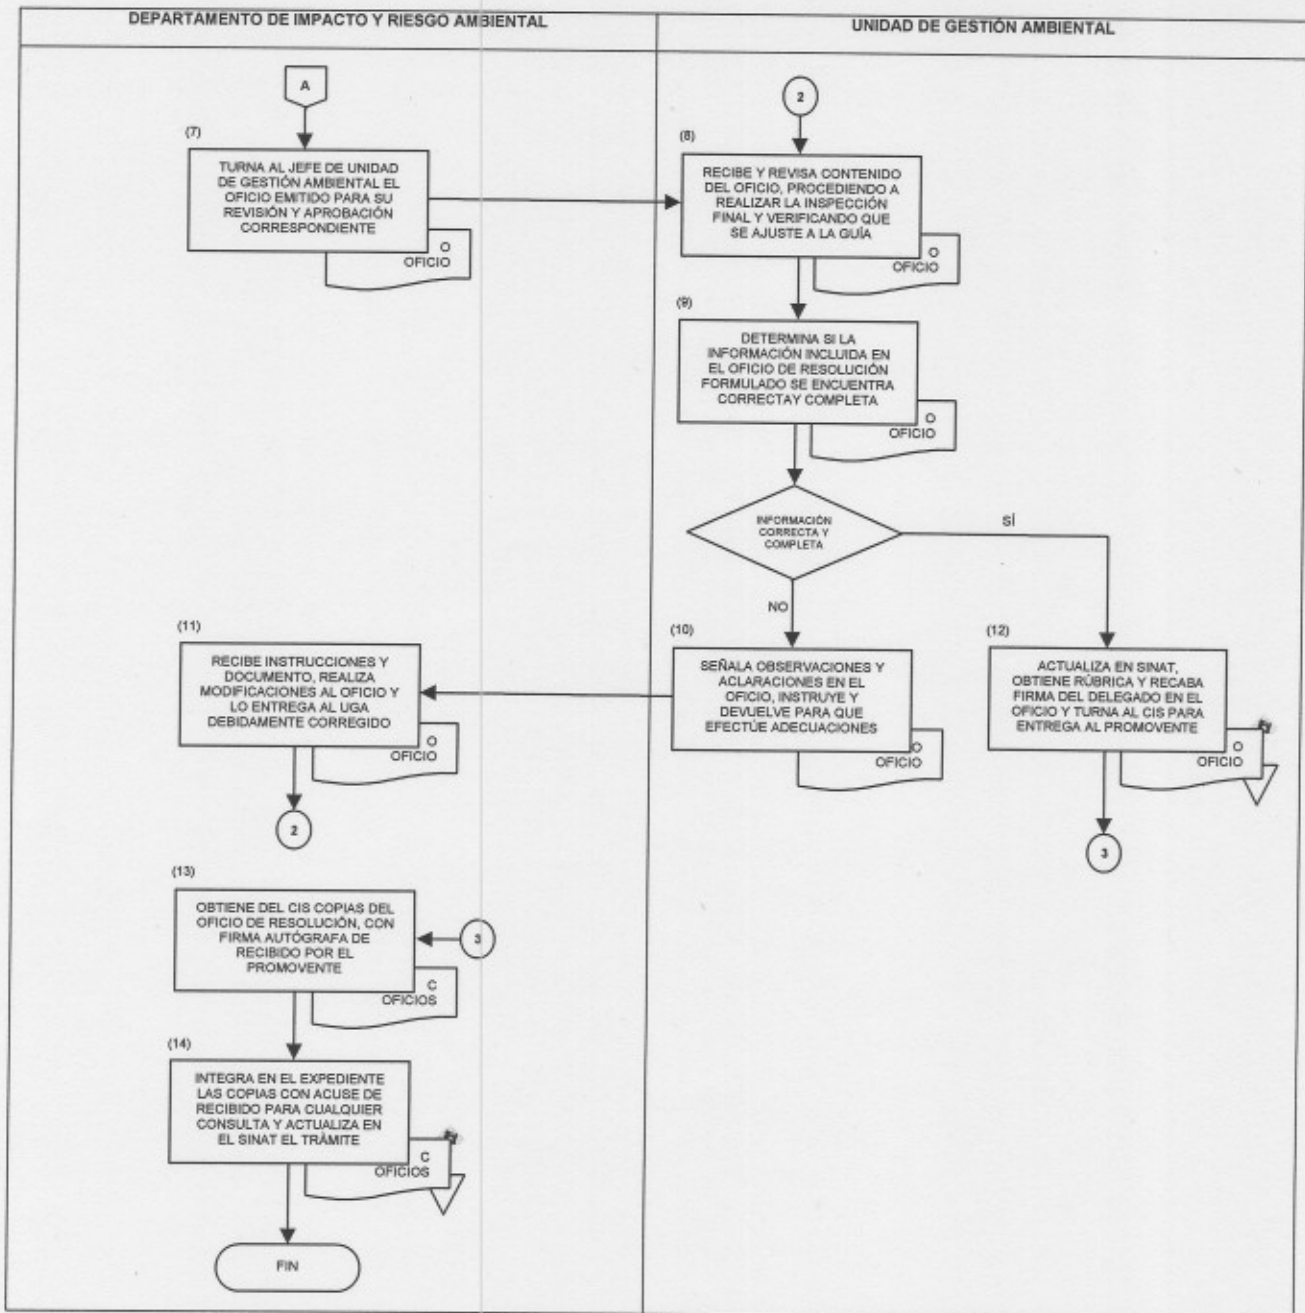 DEPARTAMENTO DE IMPACTO Y RIESGO AMBIENTAL
UNIDAD DE GESTIÓN AMBIENTAL
A
(7)
TURNA AL JEFE DE UNIDAD
DE GESTIÓN AMBIENTAL EL
OFICIO EMITIDO PARA SU
REVISIÓN Y APROBACIÓN
CORRESPONDIENTE
O
OFICIO
2
(8)
RECIBE Y REVISA CONTENIDO
DEL OFICIO, PROCEDIENDO A
REALIZAR LA INSPECCIÓN
FINAL Y VERIFICANDO QUE
SE AJUSTE A LA GUÍA
O
OFICIO
(9)
DETERMINA SI LA
INFORMACIÓN INCLUIDA EN
EL OFICIO DE RESOLUCIÓN
FORMULADO SE ENCUENTRA
CORRECTAY COMPLETA
O
OFICIO
INFORMACIÓN
CORRECTA Y
COMPLETA
SÍ
NO
(11)
RECIBE INSTRUCCIONES Y
DOCUMENTO, REALIZA
MODIFICACIONES AL OFICIO Y
LO ENTREGA AL UGA
DEBIDAMENTE CORREGIDO
O
OFICIO
2
(10)
SEÑALA OBSERVACIONES Y
ACLARACIONES EN EL
OFICIO, INSTRUYE Y
DEVUELVE PARA QUE
EFECTÚE ADECUACIONES
O
OFICIO
(12)
ACTUALIZA EN SINAT,
OBTIENE RÚBRICA Y RECABA
FIRMA DEL DELEGADO EN EL
OFICIO Y TURNA AL CIS PARA
ENTREGA AL PROMOVENTE
O
OFICIO
3
(13)
OBTIENE DEL CIS COPIAS DEL
OFICIO DE RESOLUCIÓN, CON
FIRMA AUTÓGRAFA DE
RECIBIDO POR EL
PROMOVENTE
3
C
OFICIOS
(14)
INTEGRA EN EL EXPEDIENTE
LAS COPIAS CON ACUSE DE
RECIBIDO PARA CUALQUIER
CONSULTA Y ACTUALIZA EN
EL SINAT EL TRÁMITE
C
OFICIOS
FIN